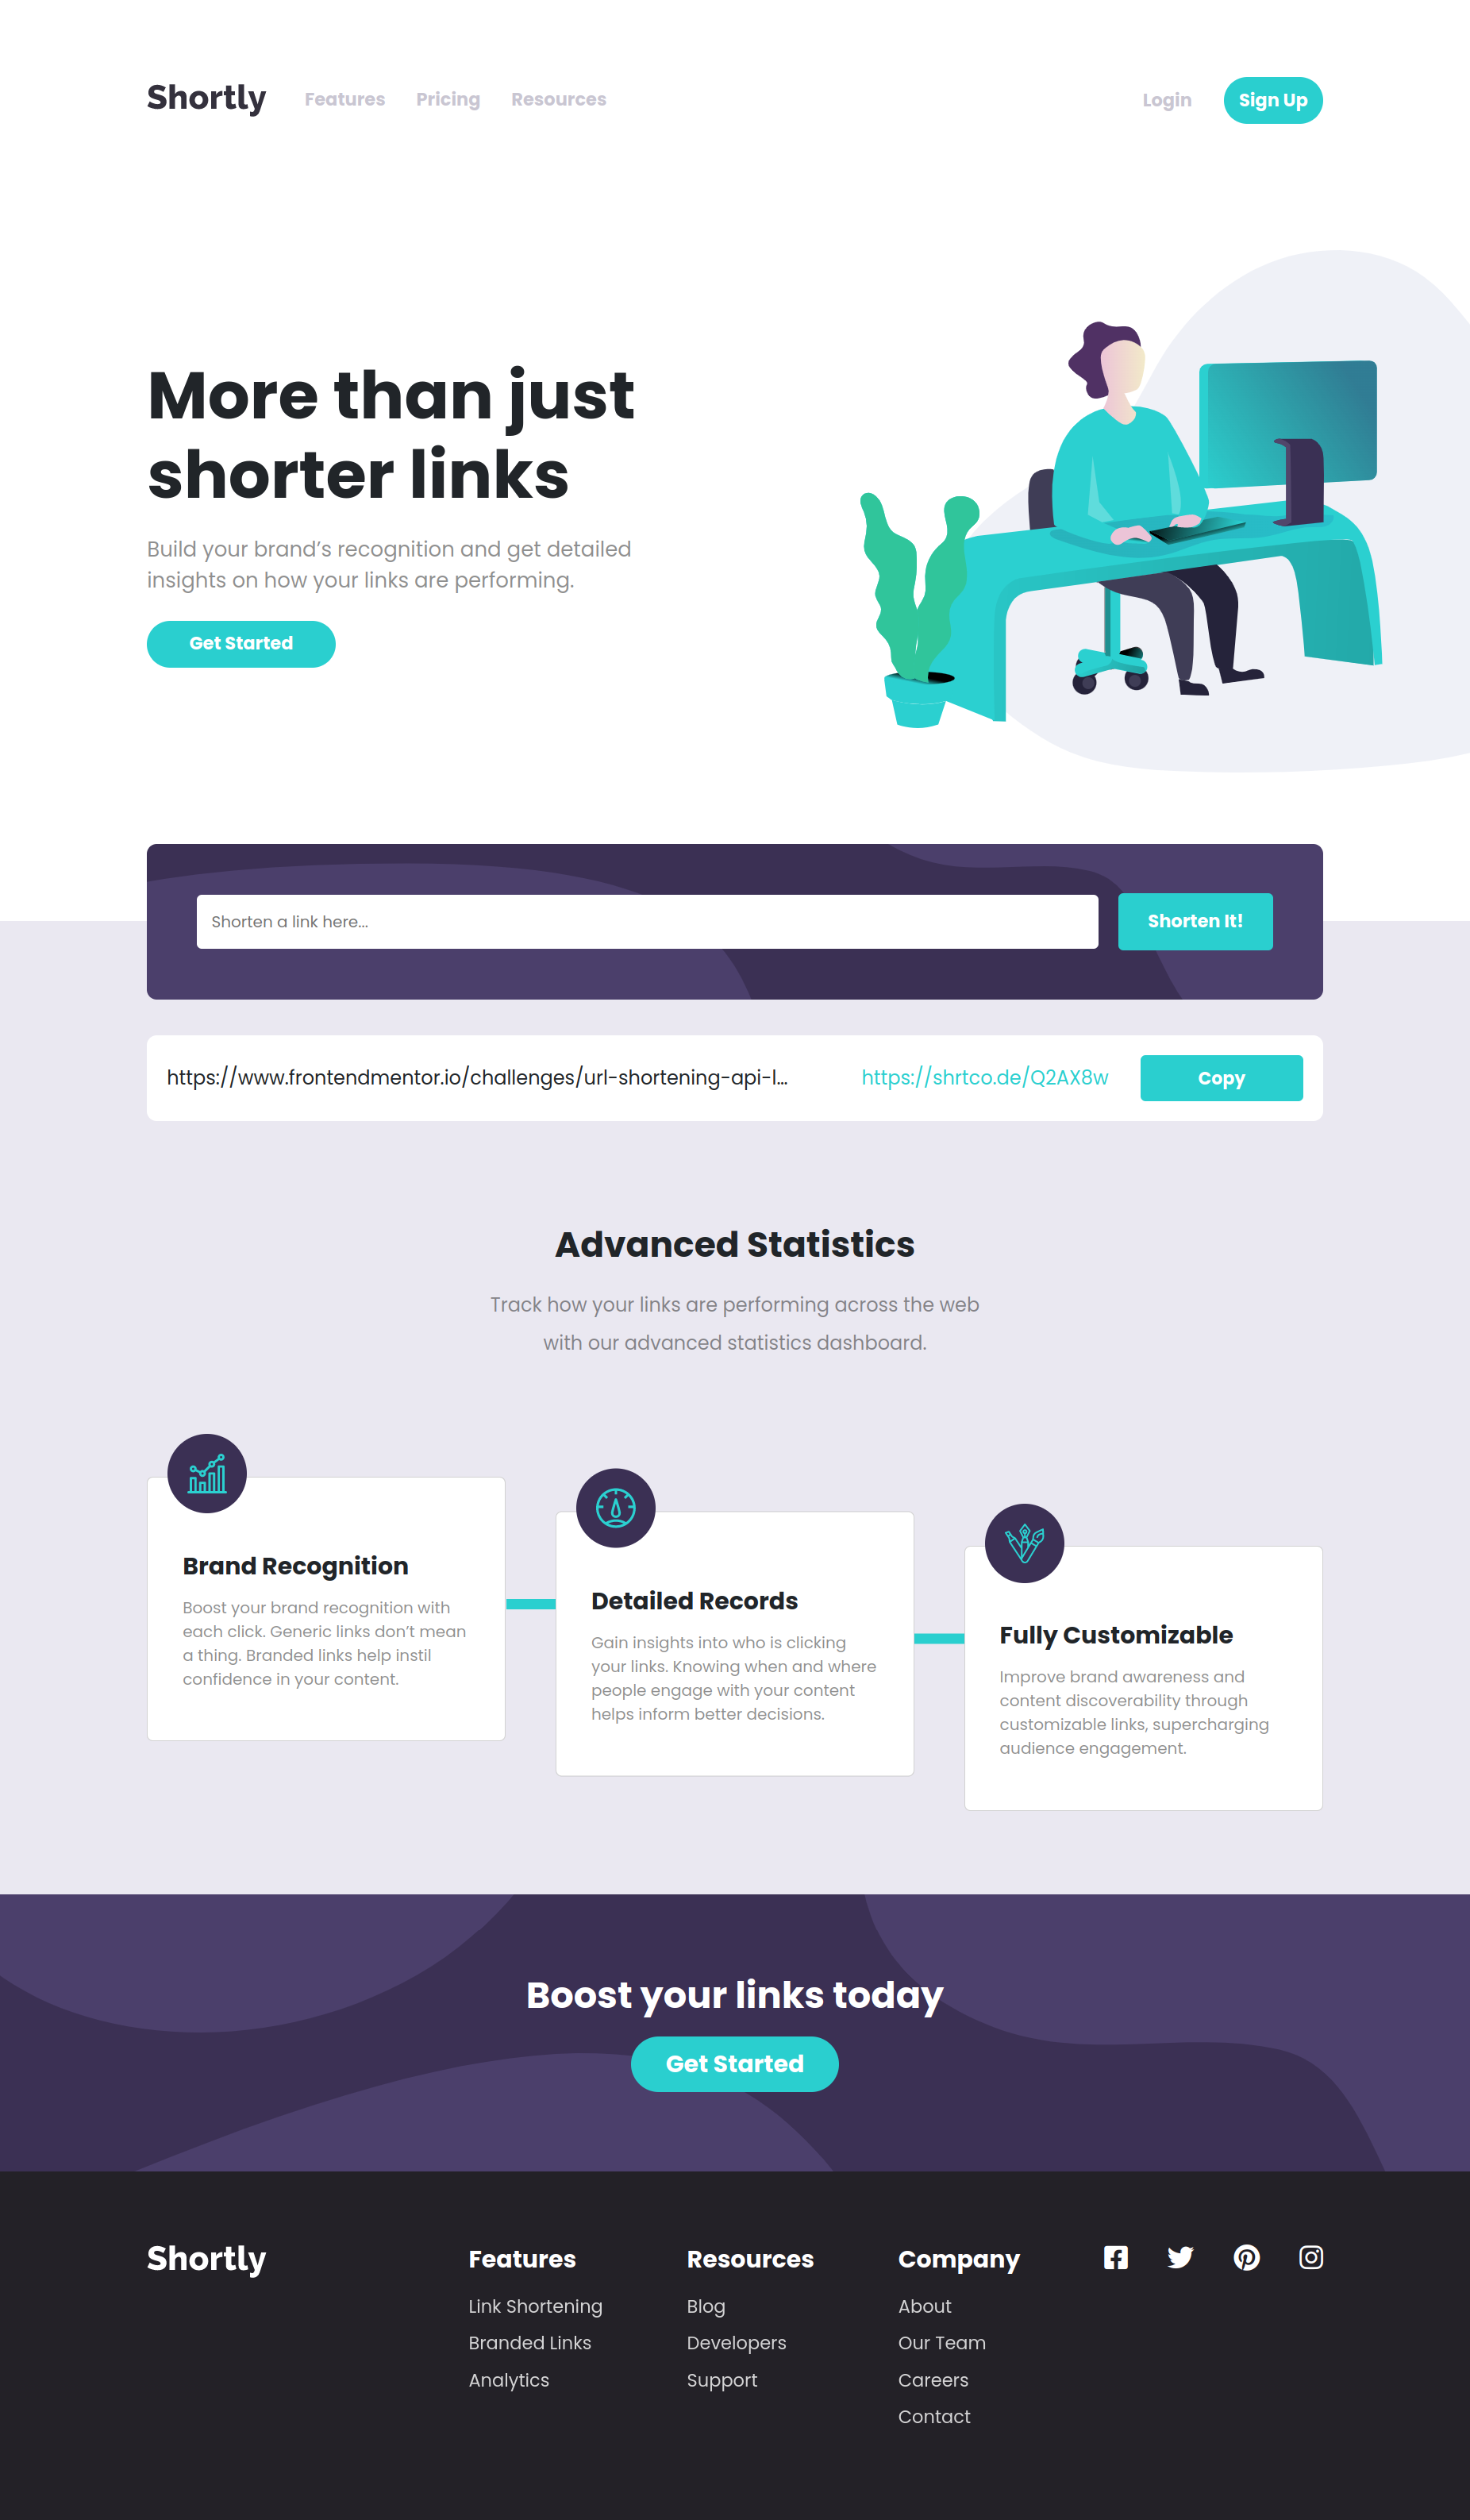 Shortly
Features
Pricing
Resources
Login
Sign Up
More than just
shorter links
Build your brand’s recognition and get detailed
insights on how your links are performing.
Get Started
Shorten a link here...
Shorten It!
https://www.frontendmentor.io/challenges/url-shortening-api-l...
https://shrtco.de/Q2AX8w
Copy
Advanced Statistics
Track how your links are performing across the web
with our advanced statistics dashboard.
Brand Recognition
Boost your brand recognition with
each click. Generic links don’t mean
a thing. Branded links help instil
confidence in your content.
Detailed Records
Gain insights into who is clicking
your links. Knowing when and where
people engage with your content
helps inform better decisions.
Fully Customizable
Improve brand awareness and
content discoverability through
customizable links, supercharging
audience engagement.
Boost your links today
Get Started
Shortly
Features
Link Shortening
Branded Links
Analytics
Resources
Blog
Developers
Support
Company
About
Our Team
Careers
Contact